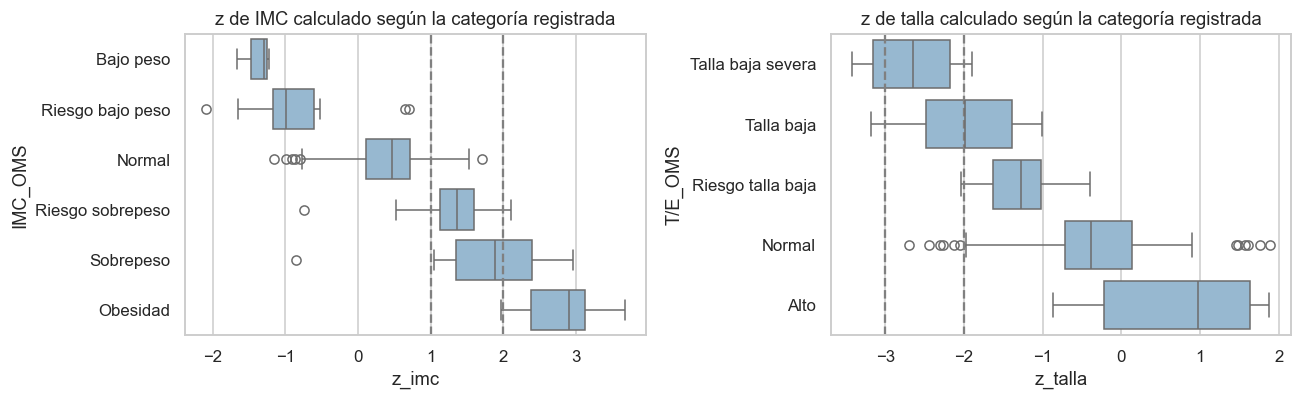 z de IMC calculado según la categoría registrada
IMC_OMS
Bajo peso
Riesgo bajo peso
Normal
Riesgo sobrepeso
Sobrepeso
Obesidad
−2 −1 0 1 2 3
z_imc
z de talla calculado según la categoría registrada
T/E_OMS
Talla baja severa
Talla baja
Riesgo talla baja
Normal
Alto
−3 −2 −1 0 1 2
z_talla